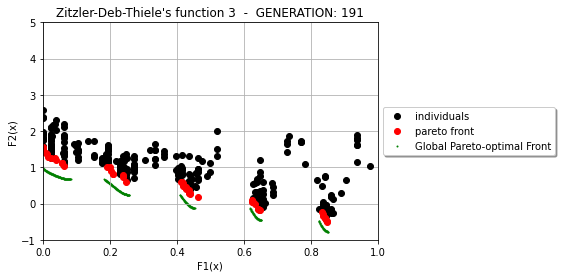 Zitzler-Deb-Thiele's function 3 - GENERATION: 191
5
4
3
2
1
0
−1
F2(x)
0.0 0.2 0.4 0.6 0.8 1.0
F1(x)
individuals
pareto front
Global Pareto-optimal Front